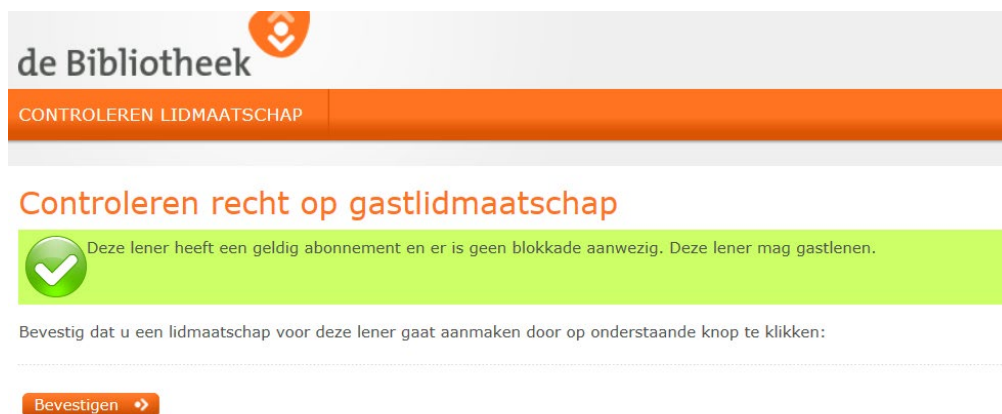 de Bibliotheek
CONTROLEREN LIDMAATSCHAP
Controleren recht op gastlidmaatschap
Deze lener heeft een geldig abonnement en er is geen blokkade aanwezig. Deze lener mag gastlenen.
Bevestig dat u een lidmaatschap voor deze lener gaat aanmaken door op onderstaande knop te klikken:
Bevestigen